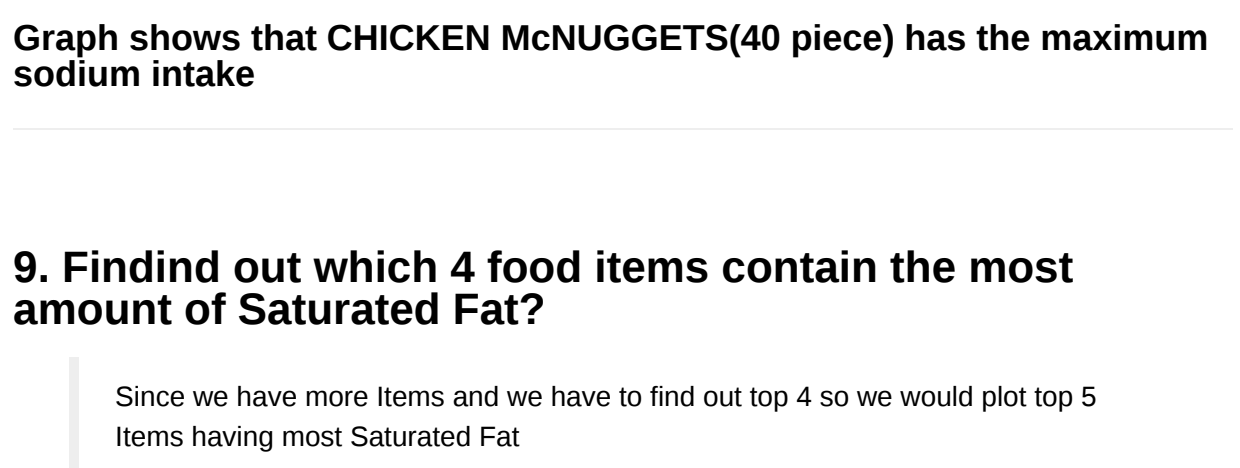 Graph shows that CHICKEN McNUGGETS(40 piece) has the maximum
sodium intake
9. Findind out which 4 food items contain the most
amount of Saturated Fat?
Since we have more Items and we have to find out top 4 so we would plot top 5
Items having most Saturated Fat